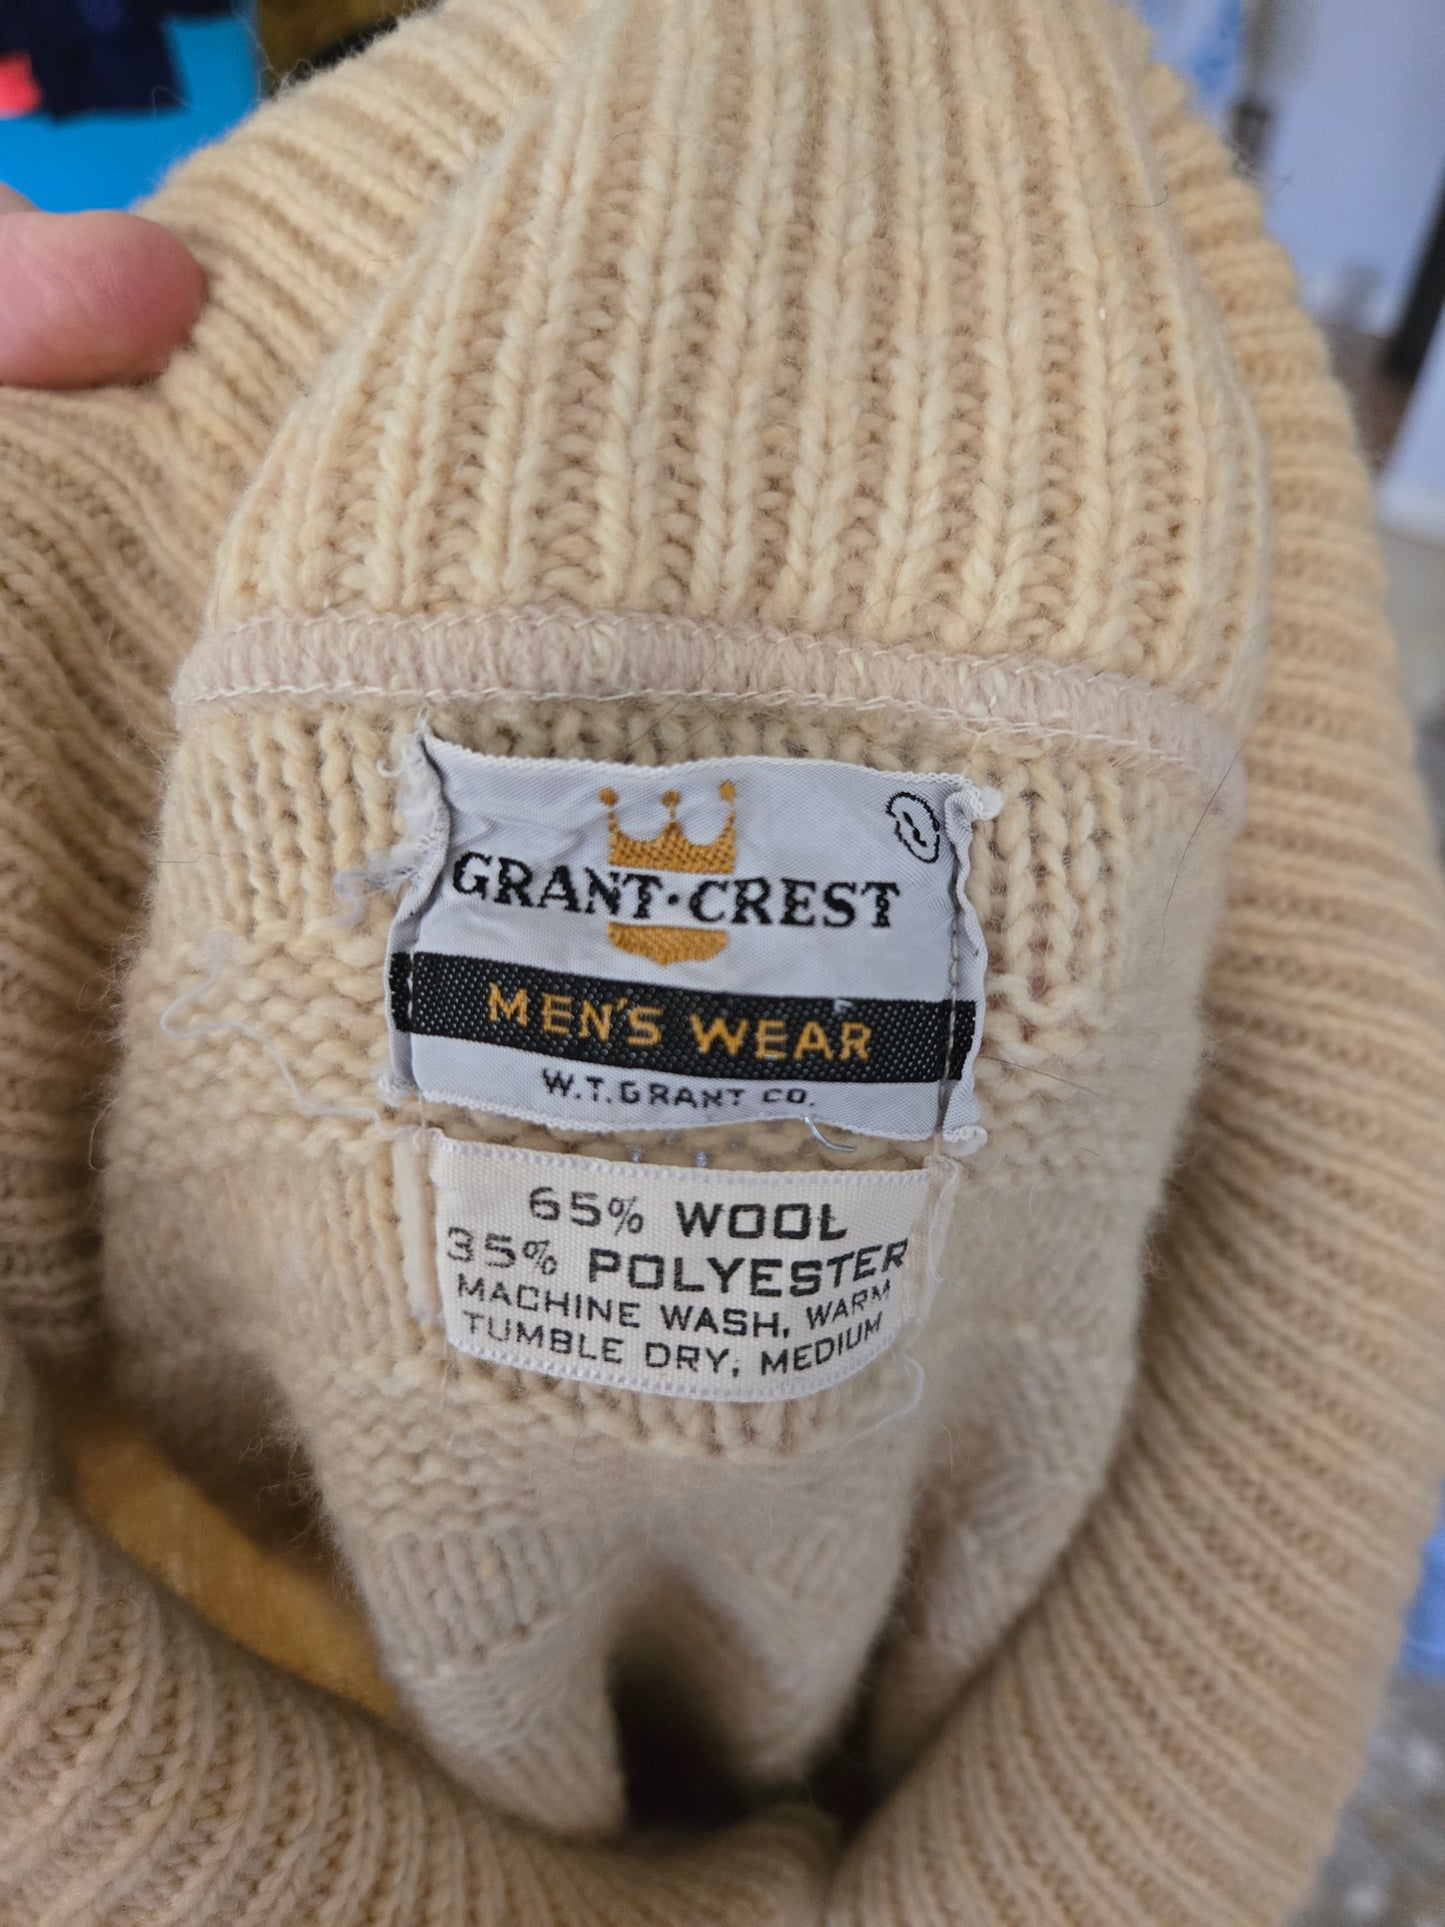 GRANT·CREST
MEN'S WEAR
W.T.GRANT CO.
65% WOOL
35% POLYESTER
MACHINE WASH, WARM
TUMBLE DRY, MEDIUM